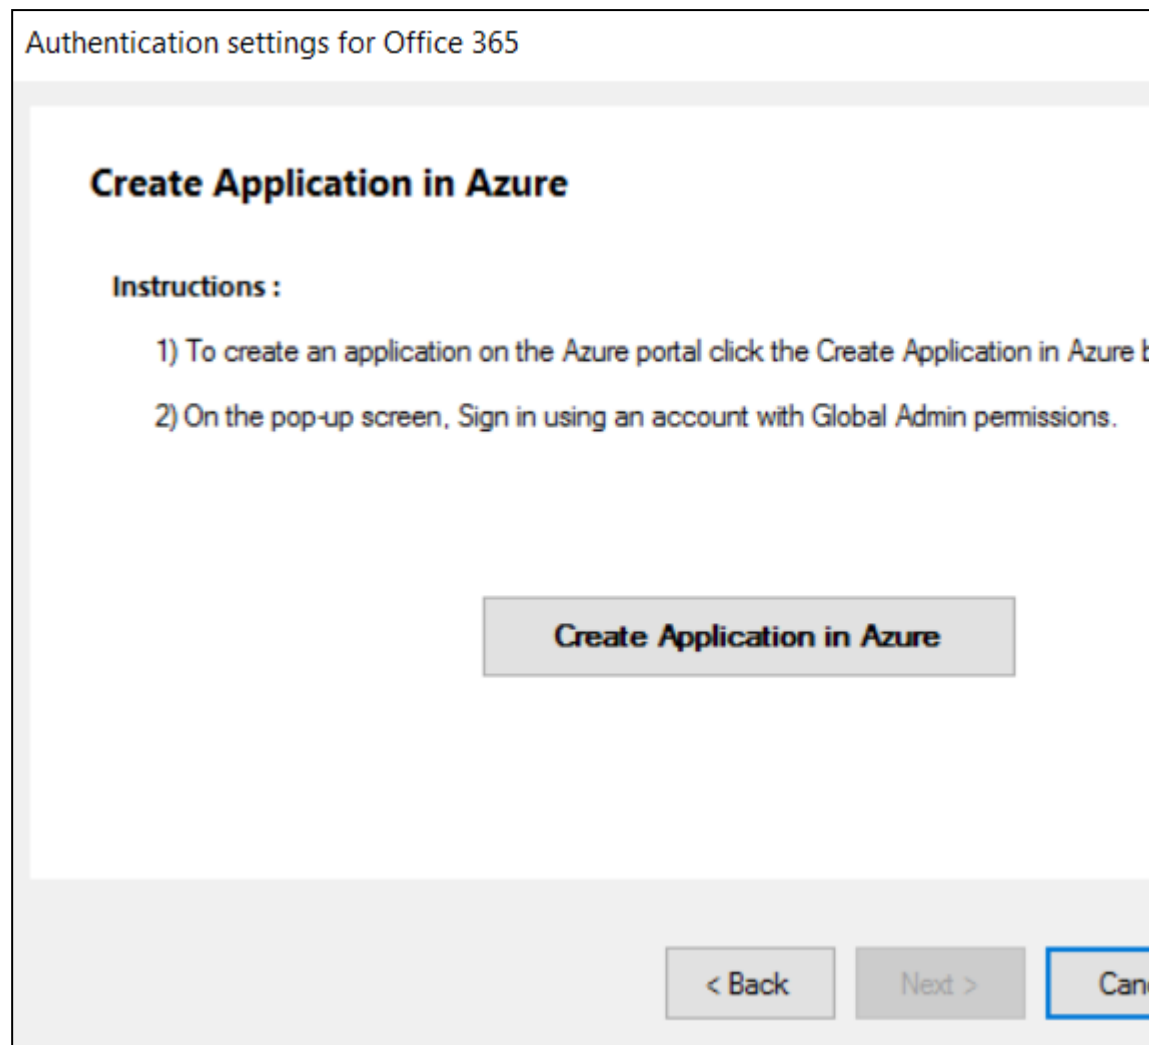 Authentication settings for Office 365
Create Application in Azure
Instructions :
1) To create an application on the Azure portal click the Create Application in Azure
2) On the pop-up screen, Sign in using an account with Global Admin permissions.
Create Application in Azure
< Back
Next >